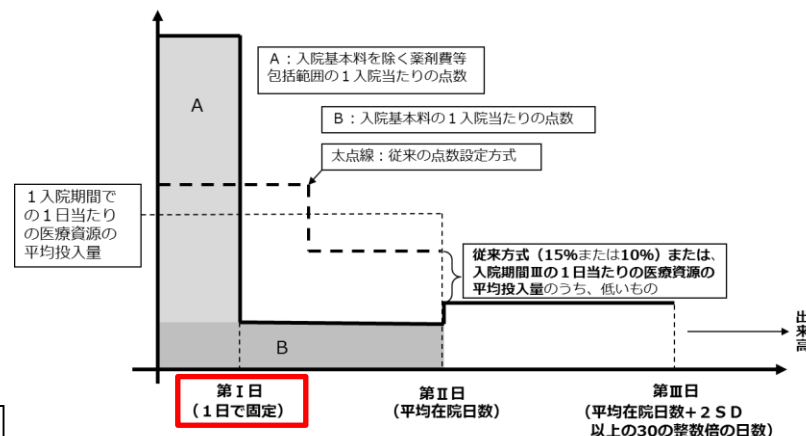 A：入院基本料を除く薬剤費等
包括範囲の１入院当たりの点数
A
B：入院基本料の１入院当たりの点数
太点線：従来の点数設定方式
１入院期間で
の１日当たり
の医療資源の
平均投入量
従来方式（15%または10%）または、
入院期間Ⅲの１日当たりの医療資源の
平均投入量のうち、低いもの
B
出
来
高
第Ⅰ日
（１日で固定）
第Ⅱ日
（平均在院日数）
第Ⅲ日
（平均在院日数+２ＳＤ
以上の30の整数倍の日数）